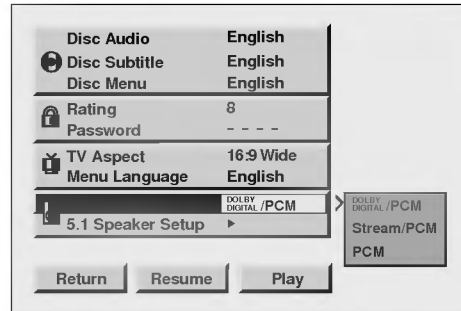 Disc Audio English
Disc Subtitle English
Disc Menu English
Rating 8
Password - - - -
TV Aspect 16:9 Wide
Menu Language English
DOLBY DIGITAL /PCM
5.1 Speaker Setup
DOLBY DIGITAL /PCM
Stream/PCM
PCM
Return Resume Play